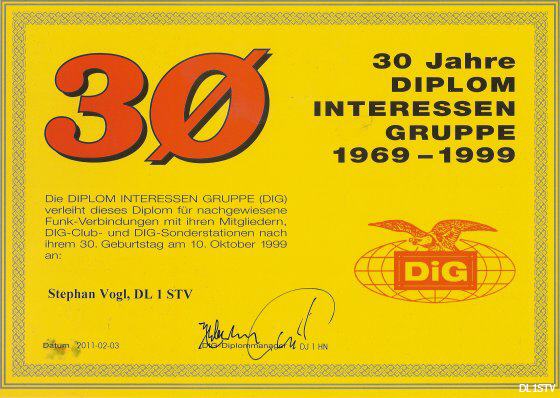 3Ø
30 Jahre
DIPLOM
INTERESSEN
GRUPPE
1969 – 1999
Die DIPLOM INTERESSEN GRUPPE (DIG)
verleiht dieses Diplom für nachgewiesene
Funk-Verbindungen mit ihren Mitgliedern,
DIG-Club- und DIG-Sonderstationen nach
ihrem 30. Geburtstag am 10. Oktober 1999
an:
DiG
Stephan Vogl, DL 1 STV
Datum 2011-02-03
DIG-Diplommanager DJ 1 HN
DL1STV